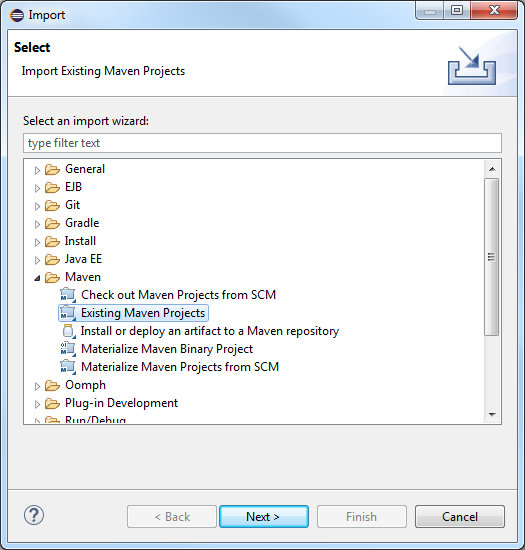 Import
Select
Import Existing Maven Projects
Select an import wizard:
type filter text
General
EJB
Git
Gradle
Install
Java EE
Maven
Check out Maven Projects from SCM
Existing Maven Projects
Install or deploy an artifact to a Maven repository
Materialize Maven Binary Project
Materialize Maven Projects from SCM
Oomph
Plug-in Development
Run/Debug
< Back
Next >
Finish
Cancel